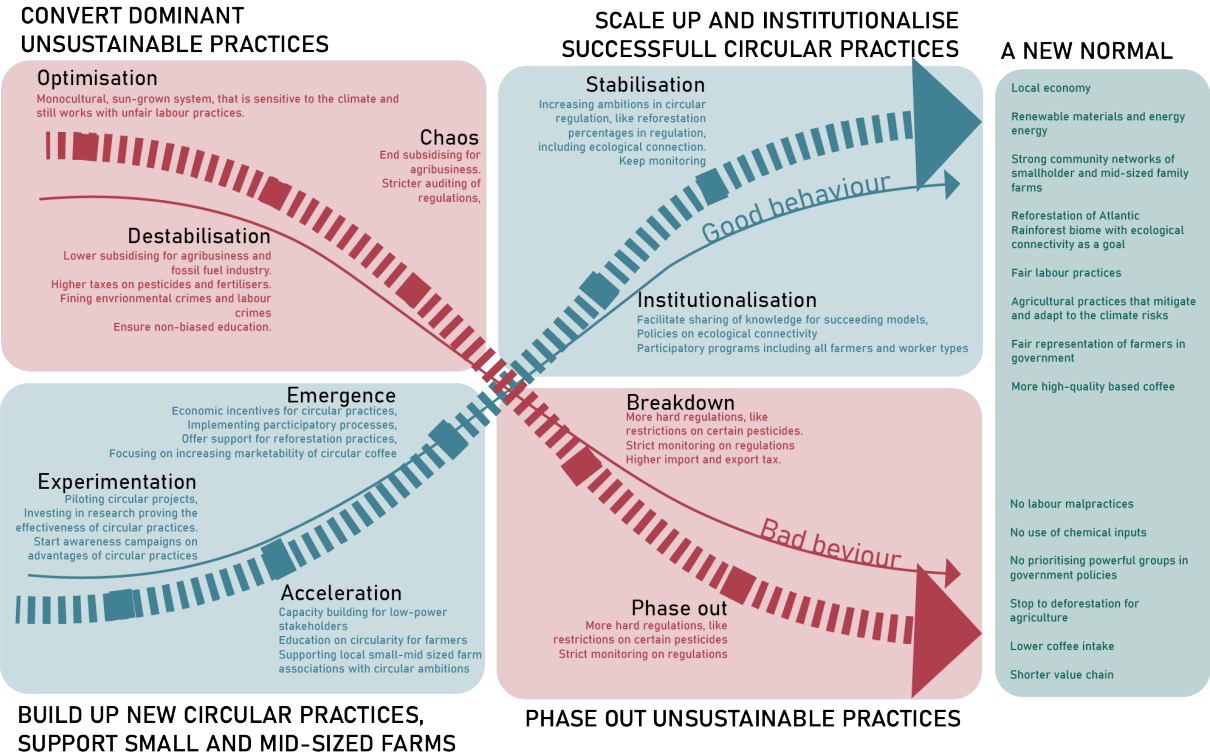 CONVERT DOMINANT
UNSUSTAINABLE PRACTICES
Optimisation
Monocultural, sun-grown system, that is sensitive to the climate and
still works with unfair labour practices.
Chaos
End subsidising for
agribusiness.
Stricter auditing of
regulations,
Destabilisation
Lower subsidising for agribusiness and
fossil fuel industry.
Higher taxes on pesticides and fertilisers.
Fining envrionmental crimes and labour
crimes
Ensure non-biased education.
SCALE UP AND INSTITUTIONALISE
SUCCESSFULL CIRCULAR PRACTICES
Stabilisation
Increasing ambitions in circular
regulation, like reforestation
percentages in regulation,
including ecological connection.
Keep monitoring
Good behaviour
Institutionalisation
Facilitate sharing of knowledge for succeeding models,
Policies on ecological connectivity
Participatory programs including all farmers and worker types
Emergence
Economic incentives for circular practices,
Implementing parcticipatory processes,
Offer support for reforestation practices,
Focusing on increasing marketability of circular coffee
Experimentation
Piloting circular projects,
Investing in research proving the
effectiveness of circular practices.
Start awareness campaigns on
advantages of circular practices
Acceleration
Capacity building for low-power
stakeholders
Education on circularity for farmers
Supporting local small-mid sized farm
associations with circular ambitions
BUILD UP NEW CIRCULAR PRACTICES,
SUPPORT SMALL AND MID-SIZED FARMS
Breakdown
More hard regulations, like
restrictions on certain pesticides.
Strict monitoring on regulations
Higher import and export tax.
Bad beviour
Phase out
More hard regulations, like
restrictions on certain pesticides
Strict monitoring on regulations
PHASE OUT UNSUSTAINABLE PRACTICES
A NEW NORMAL
Local economy
Renewable materials and energy
energy
Strong community networks of
smallholder and mid-sized family
farms
Reforestation of Atlantic
Rainforest biome with ecological
connectivity as a goal
Fair labour practices
Agricultural practices that mitigate
and adapt to the climate risks
Fair representation of farmers in
government
More high-quality based coffee
No labour malpractices
No use of chemical inputs
No prioritising powerful groups in
government policies
Stop to deforestation for
agriculture
Lower coffee intake
Shorter value chain